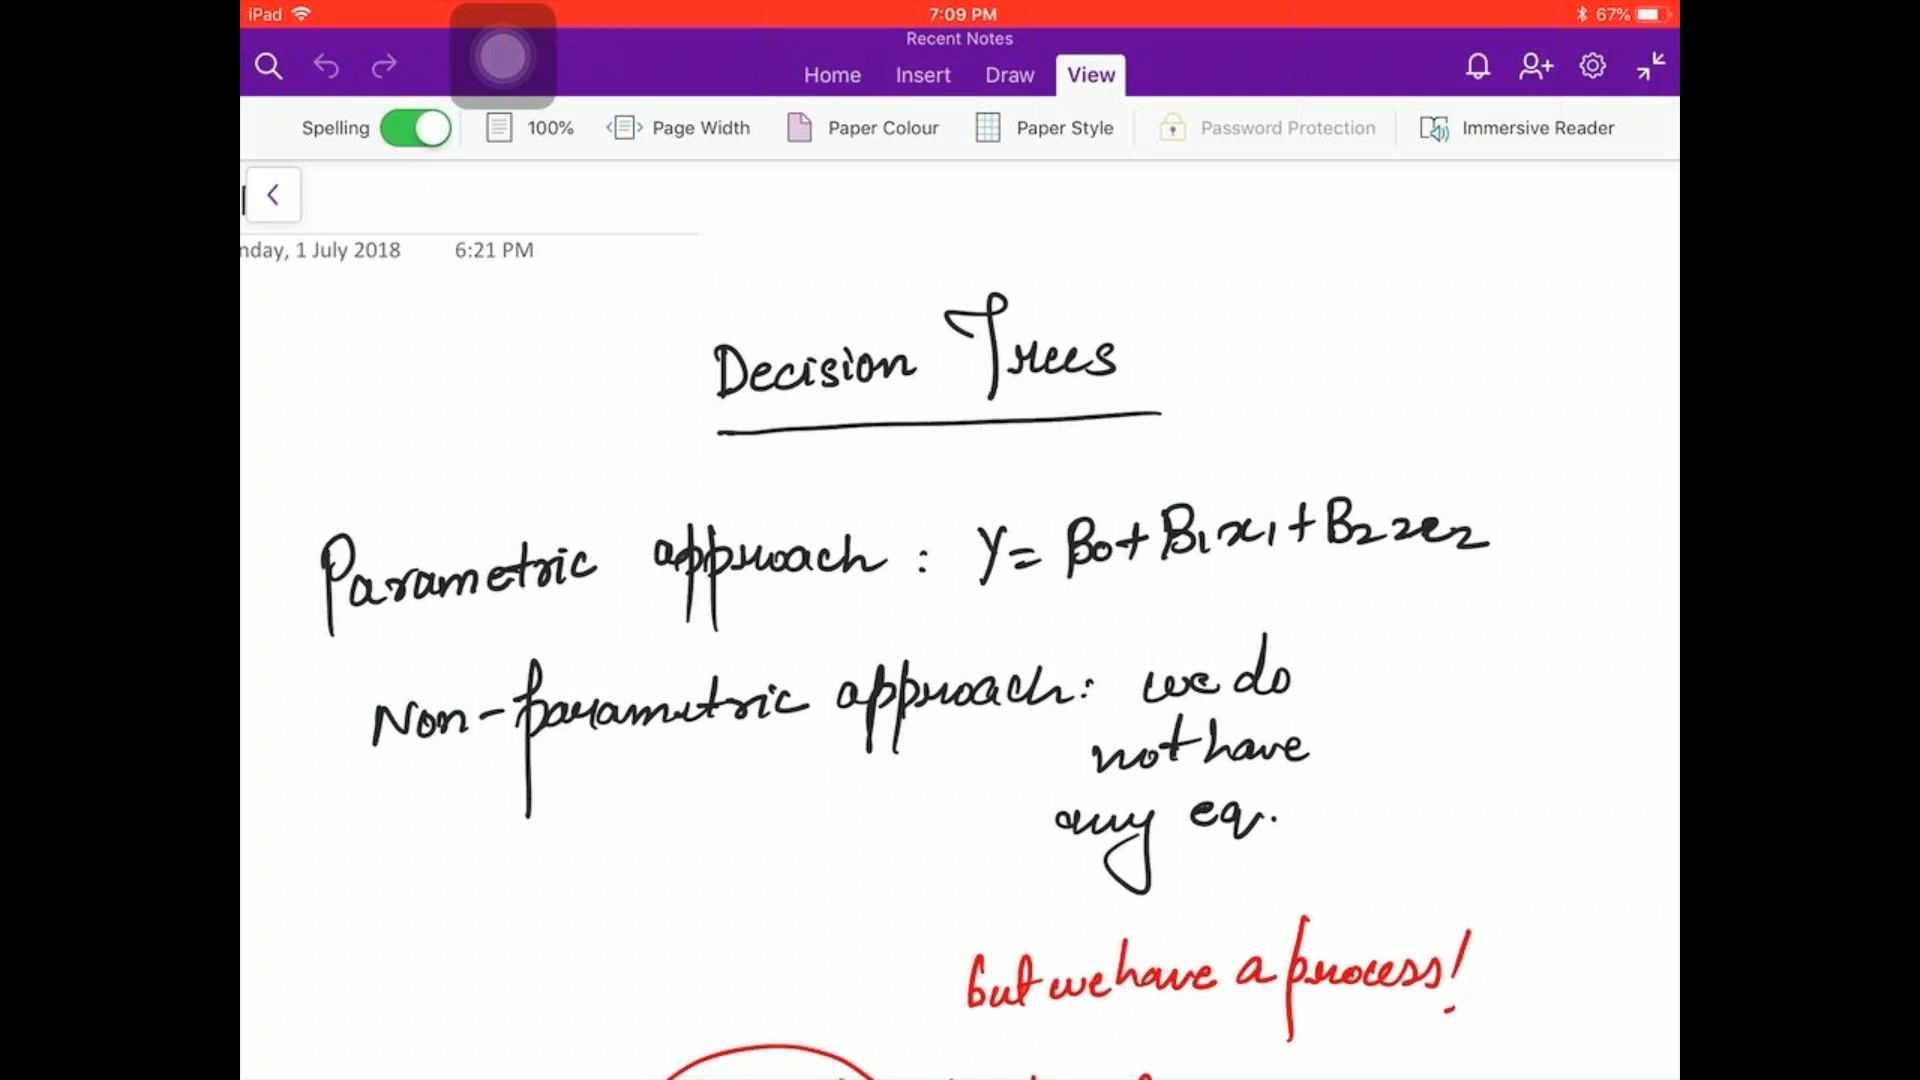 iPad 7:09 PM 67%
Recent Notes
Home Insert Draw View
Spelling 100% Page Width Paper Colour Paper Style Password Protection Immersive Reader
nday, 1 July 2018 6:21 PM
Decision Trees
Parametric approach : Y = B0 + B1x1 + B2x2
Non-parametric approach: we do
not have
any eq.
but we have a process!